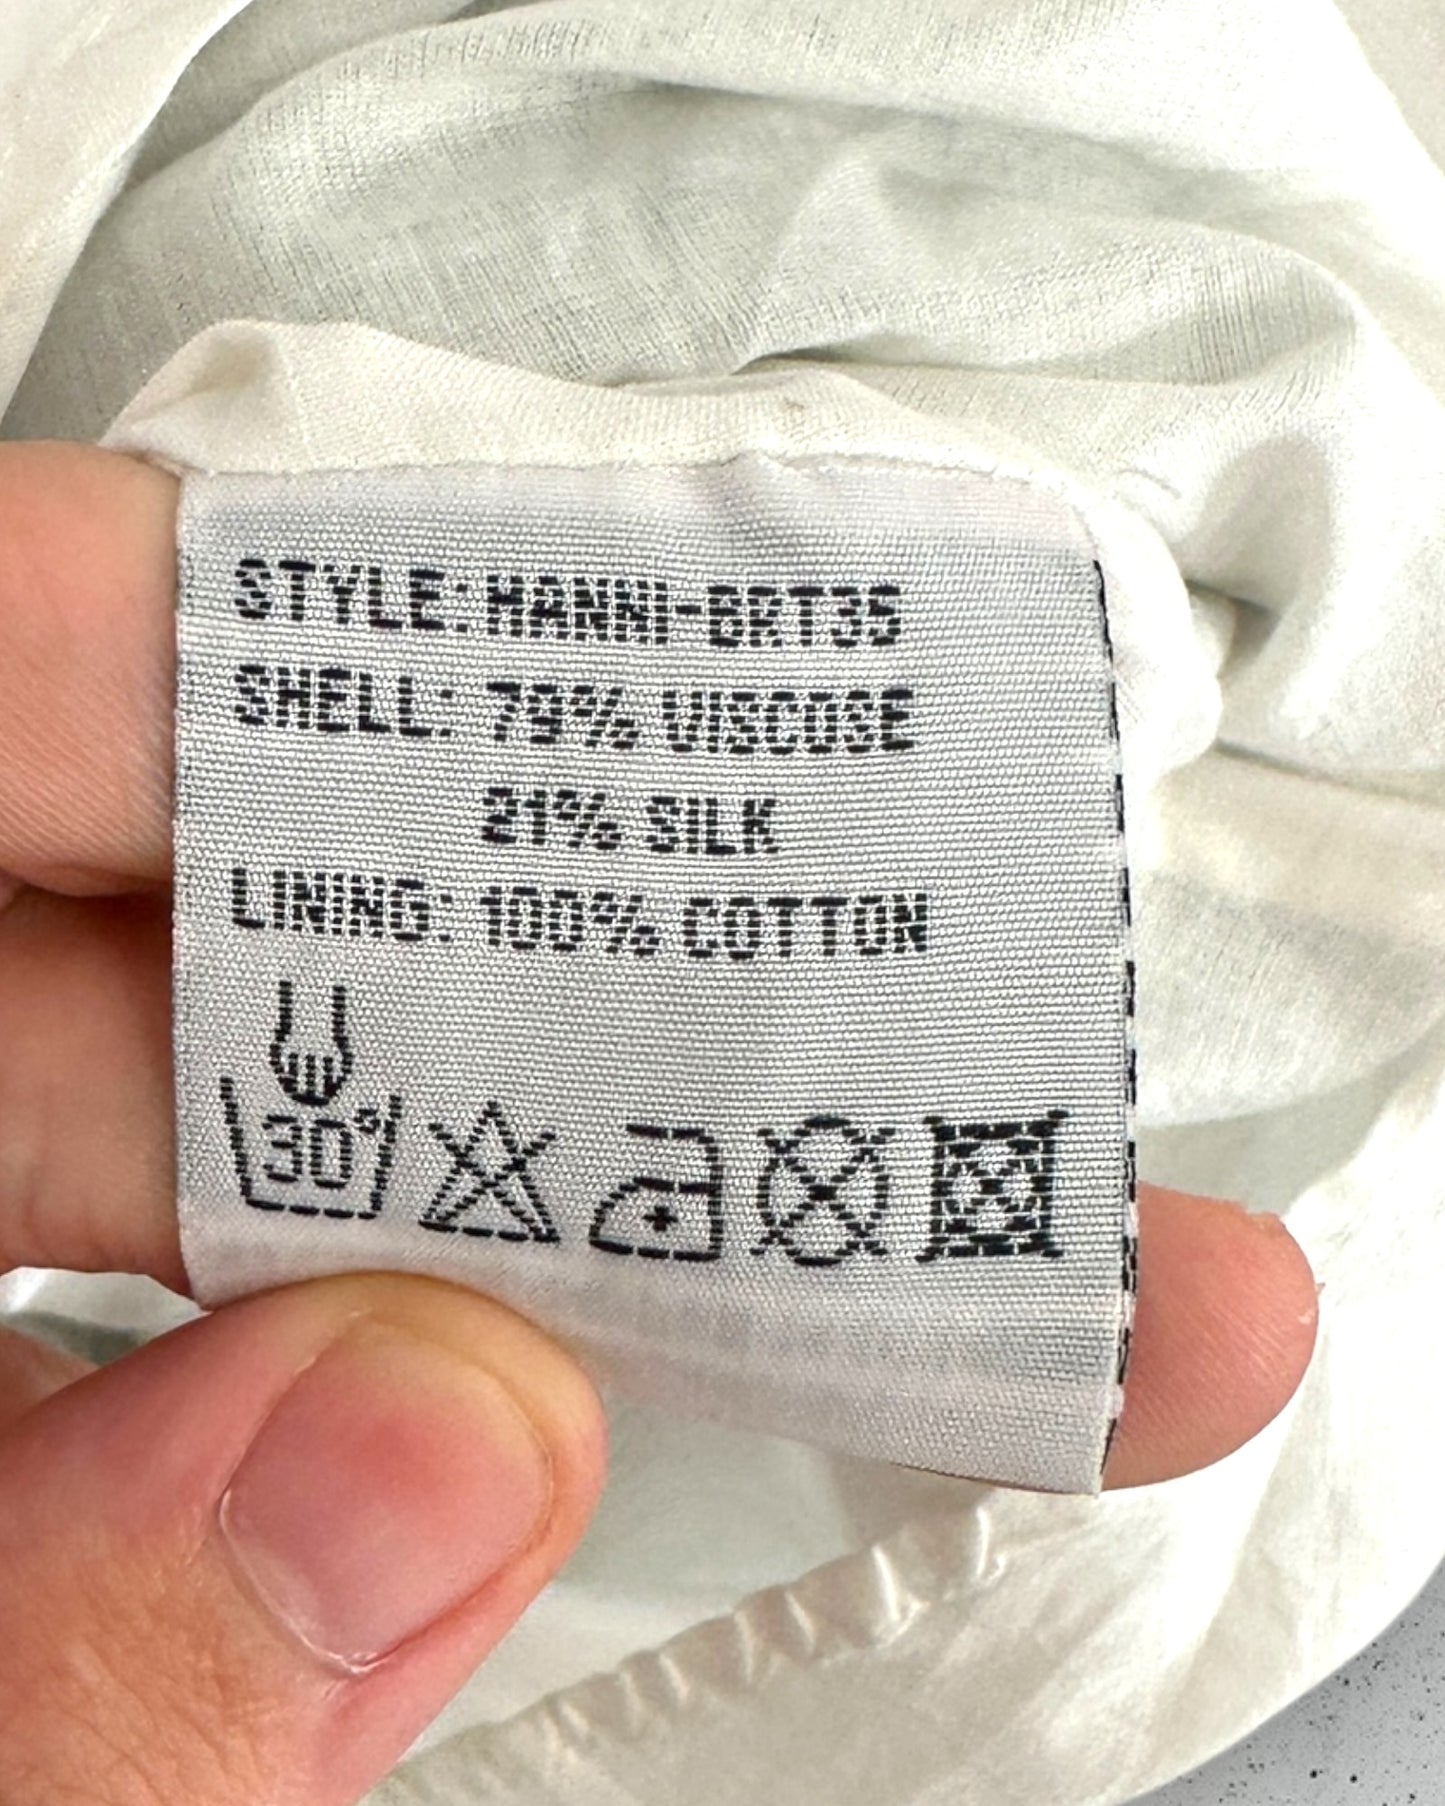 STYLE: HANNI-BRT35
SHELL: 79% VISCOSE
21% SILK
LINING: 100% COTTON
30°